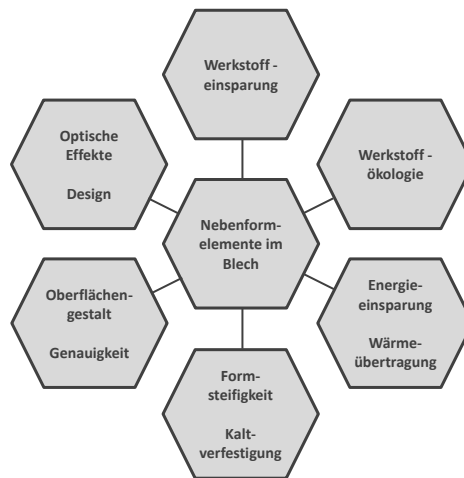 Werkstoff -
einsparung
Optische
Effekte
Design
Werkstoff -
ökologie
Nebenform-
elemente im
Blech
Oberflächen-
gestalt
Genauigkeit
Energie-
einsparung
Wärme-
übertragung
Form-
steifigkeit
Kalt-
verfestigung